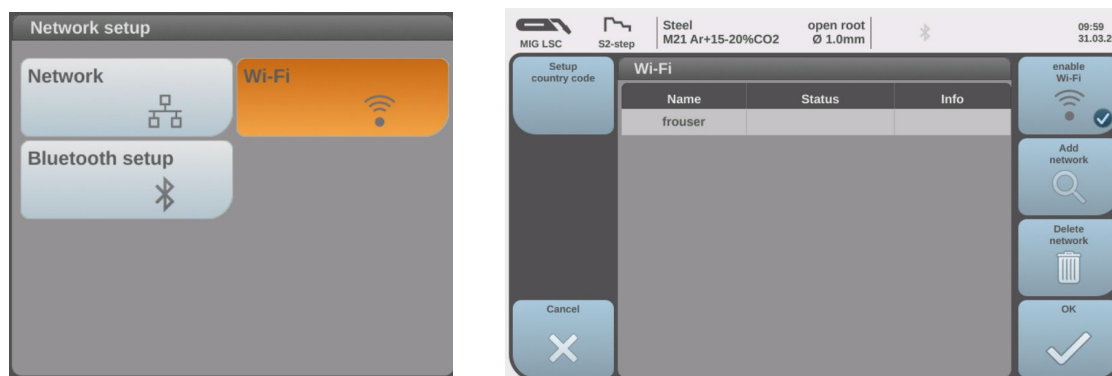 Network setup
Network
Wi-Fi
Bluetooth setup
MIG LSC
S2-step
Steel
M21 Ar+15-20%CO2
open root
Ø 1.0mm
09:59
31.03.2
Setup
country code
Wi-Fi
Name Status Info
frouser
enable
Wi-Fi
Add
network
Delete
network
Cancel
OK